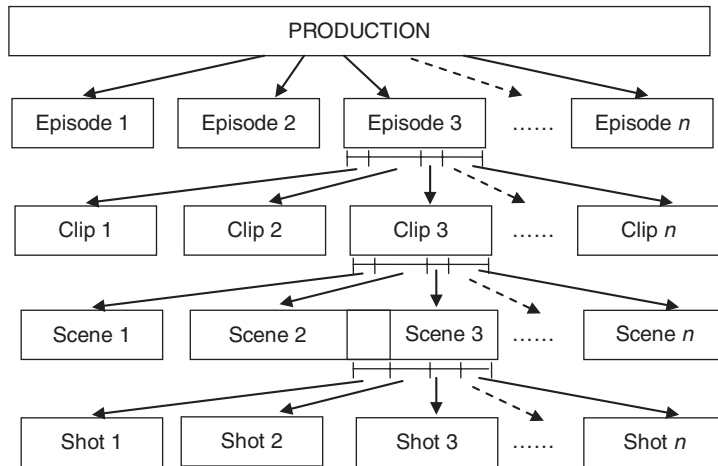 PRODUCTION
Episode 1 Episode 2 Episode 3 ...... Episode n
Clip 1 Clip 2 Clip 3 ...... Clip n
Scene 1 Scene 2 Scene 3 ...... Scene n
Shot 1 Shot 2 Shot 3 ...... Shot n